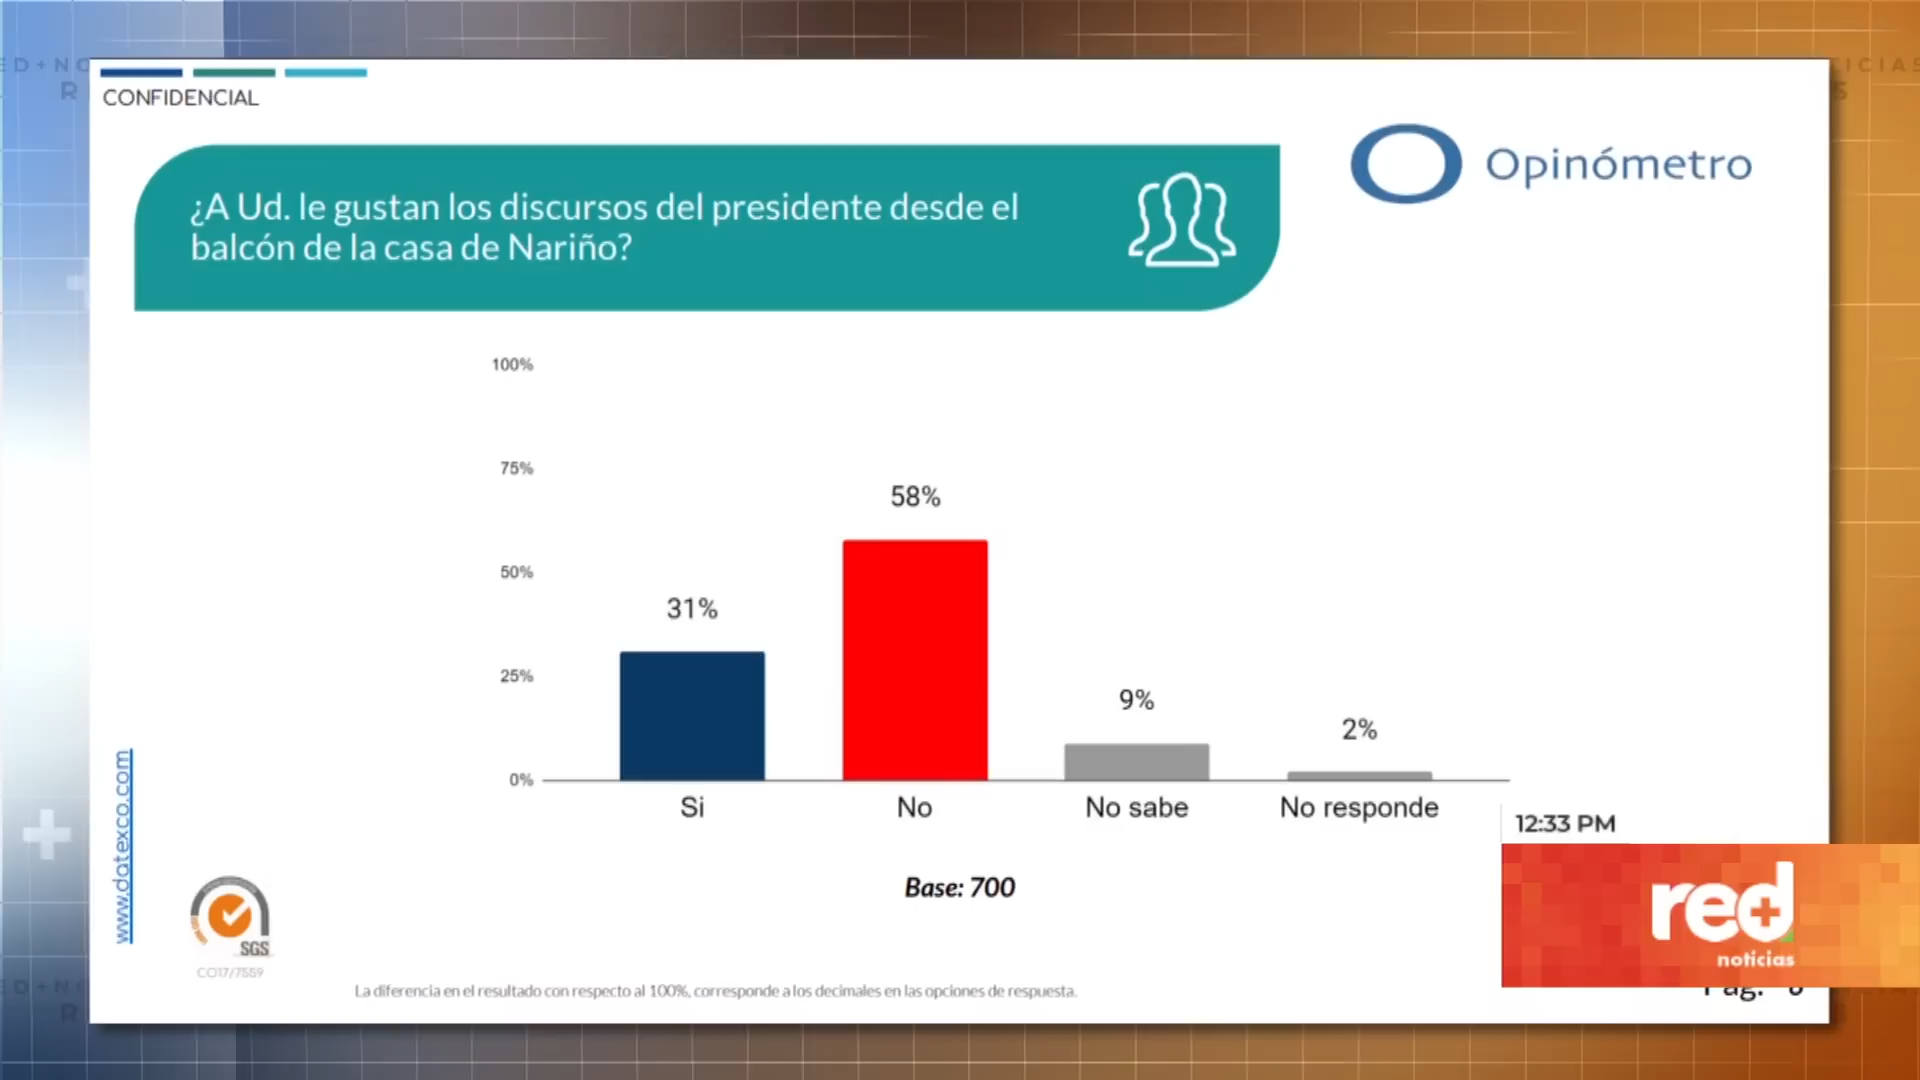 CONFIDENCIAL
Opinómetro
¿A Ud. le gustan los discursos del presidente desde el
balcón de la casa de Nariño?
100%
75%
50%
25%
0%
31%
58%
9%
2%
Si
No
No sabe
No responde
Base: 700
www.datexco.com
SGS
CO17/7559
La diferencia en el resultado con respecto al 100%, corresponde a los decimales en las opciones de respuesta.
12:33 PM
red+
noticias
Pág.